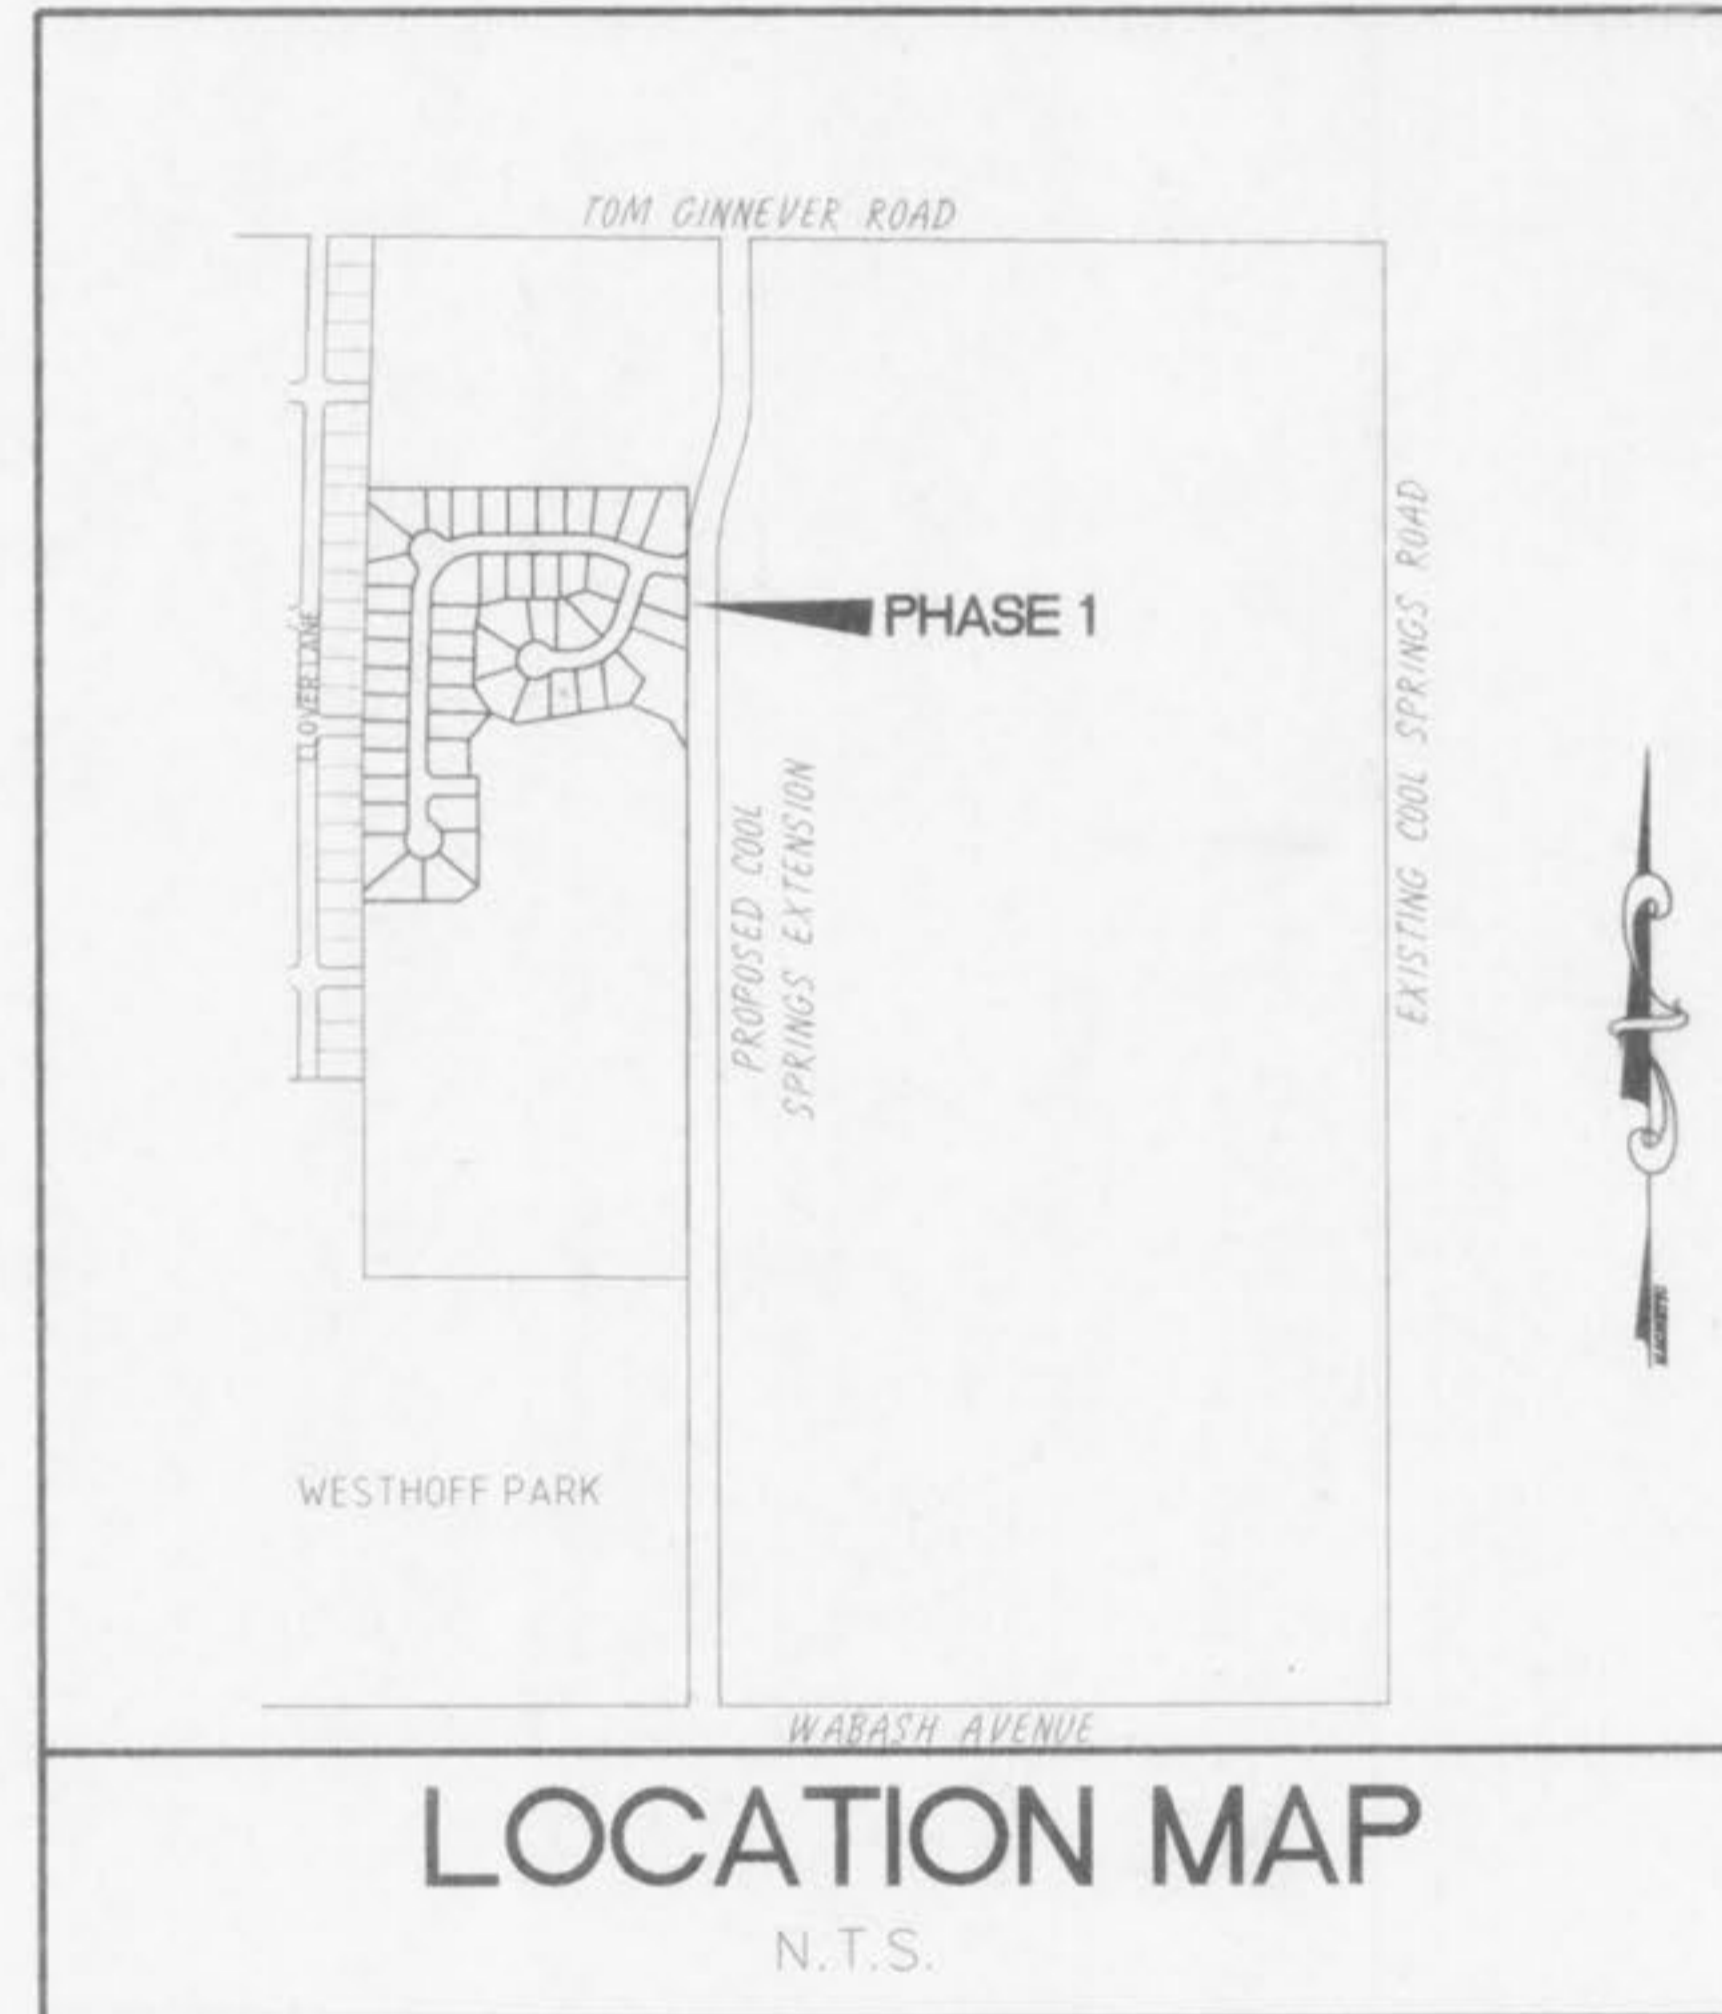 TOM GINNEVER ROAD
PHASE 1
CLOVER LANE
EXISTING COOL SPRINGS ROAD
PROPOSED COOL
SPRINGS EXTENSION
WESTHOFF PARK
WABASH AVENUE
LOCATION MAP
N.T.S.